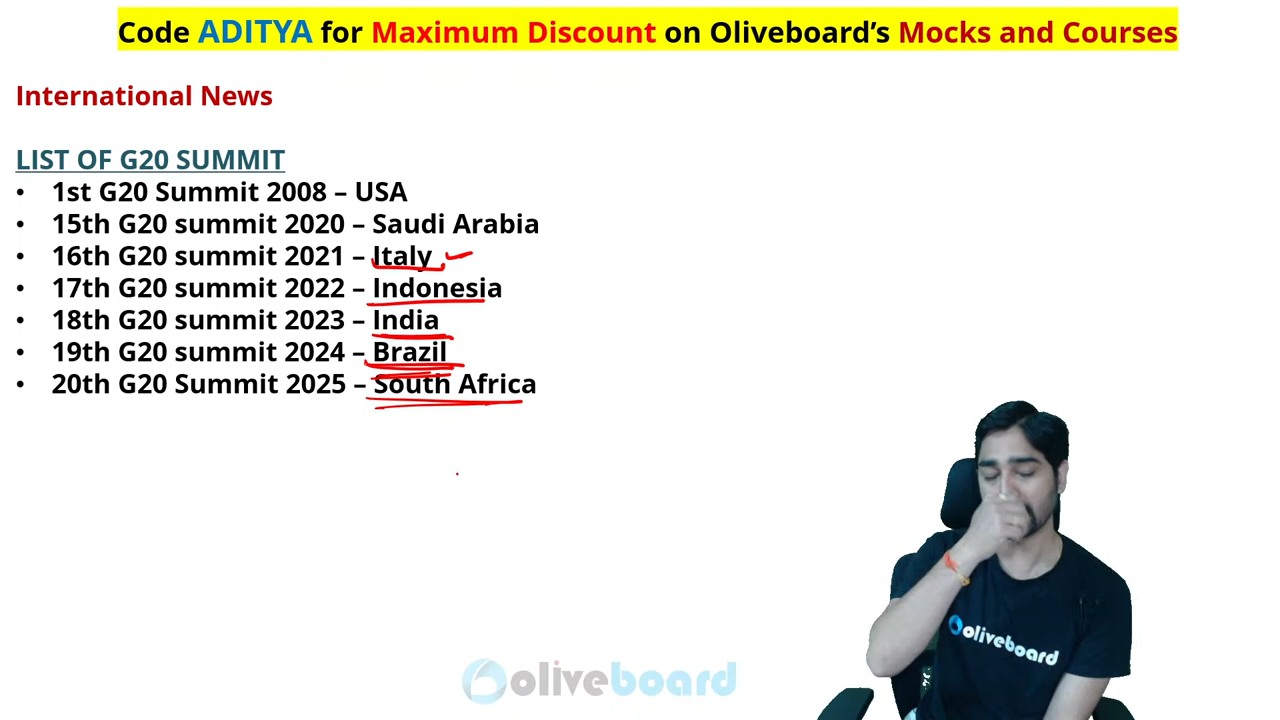 Code ADITYA for Maximum Discount on Oliveboard’s Mocks and Courses
International News
LIST OF G20 SUMMIT
• 1st G20 Summit 2008 – USA
• 15th G20 summit 2020 – Saudi Arabia
• 16th G20 summit 2021 – Italy
• 17th G20 summit 2022 – Indonesia
• 18th G20 summit 2023 – India
• 19th G20 summit 2024 – Brazil
• 20th G20 Summit 2025 – South Africa
oliveboard
oliveboard